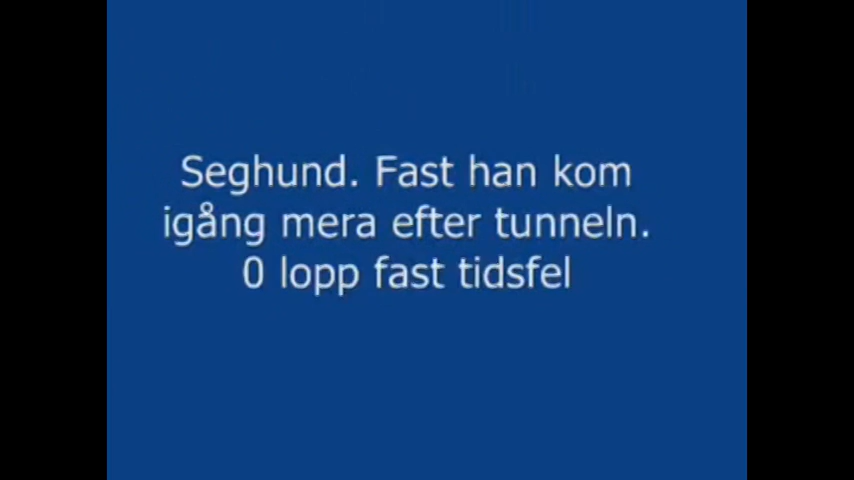 Seghund. Fast han kom
igång mera efter tunneln.
0 lopp fast tidsfel